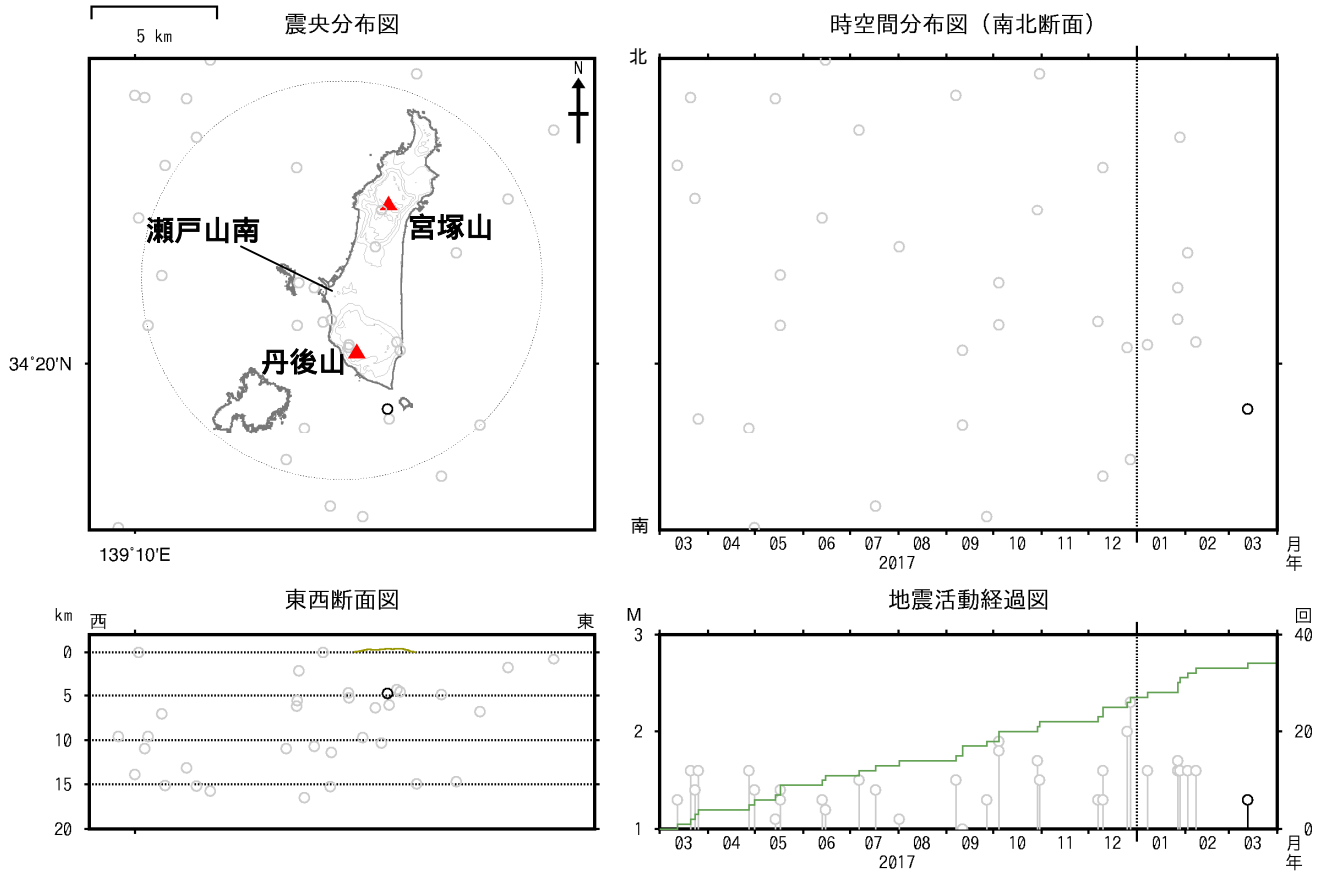 5 km
震央分布図
N
瀬戸山南
宮塚山
丹後山
34°20'N
139°10'E
時空間分布図（南北断面）
北
南
03 04 05 06 07 08 09 10 11 12 01 02 03 月
2017 年
東西断面図
km 西 東
0
5
10
15
20
地震活動経過図
M 回
3 40
2 20
1 0
03 04 05 06 07 08 09 10 11 12 01 02 03 月
2017 年